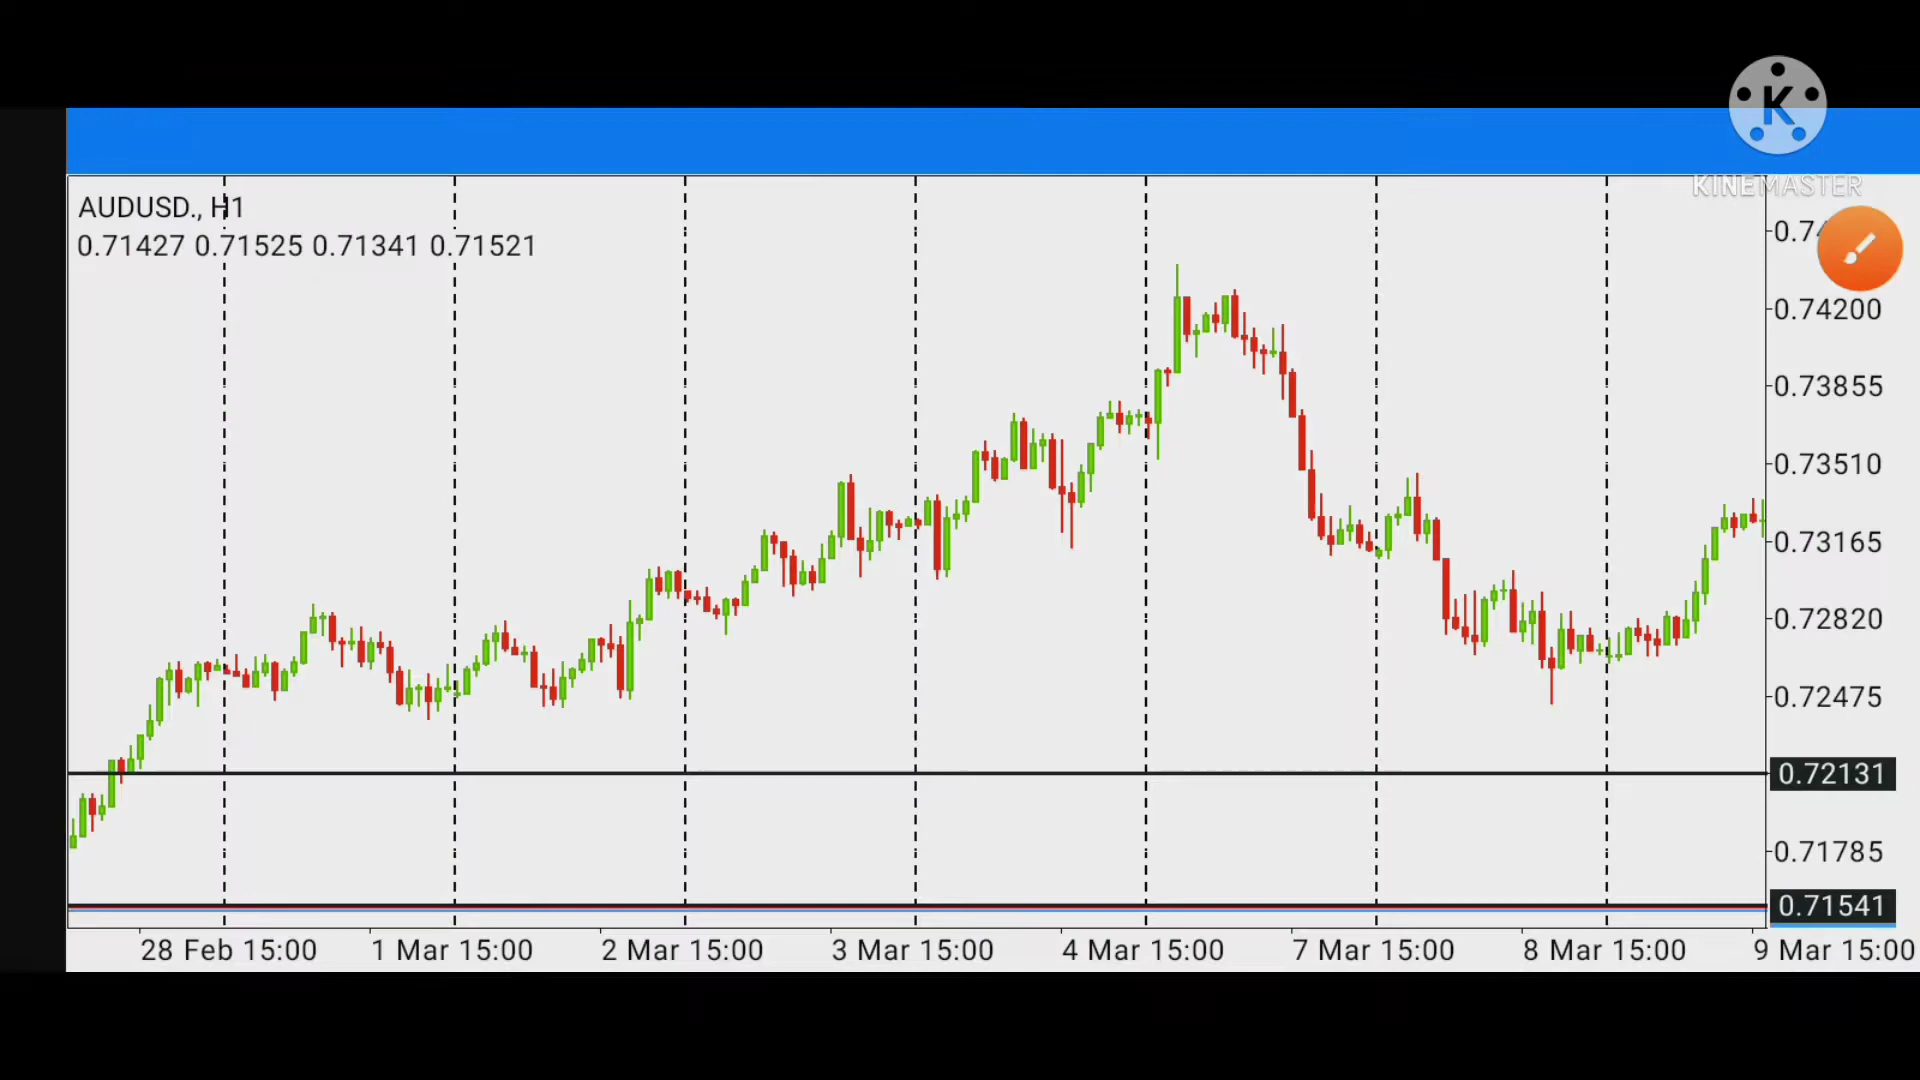 K
KINEMASTER
AUDUSD., H1
0.71427 0.71525 0.71341 0.71521
0.74200
0.73855
0.73510
0.73165
0.72820
0.72475
0.72131
0.71785
0.71541
28 Feb 15:00 1 Mar 15:00 2 Mar 15:00 3 Mar 15:00 4 Mar 15:00 7 Mar 15:00 8 Mar 15:00 9 Mar 15:00